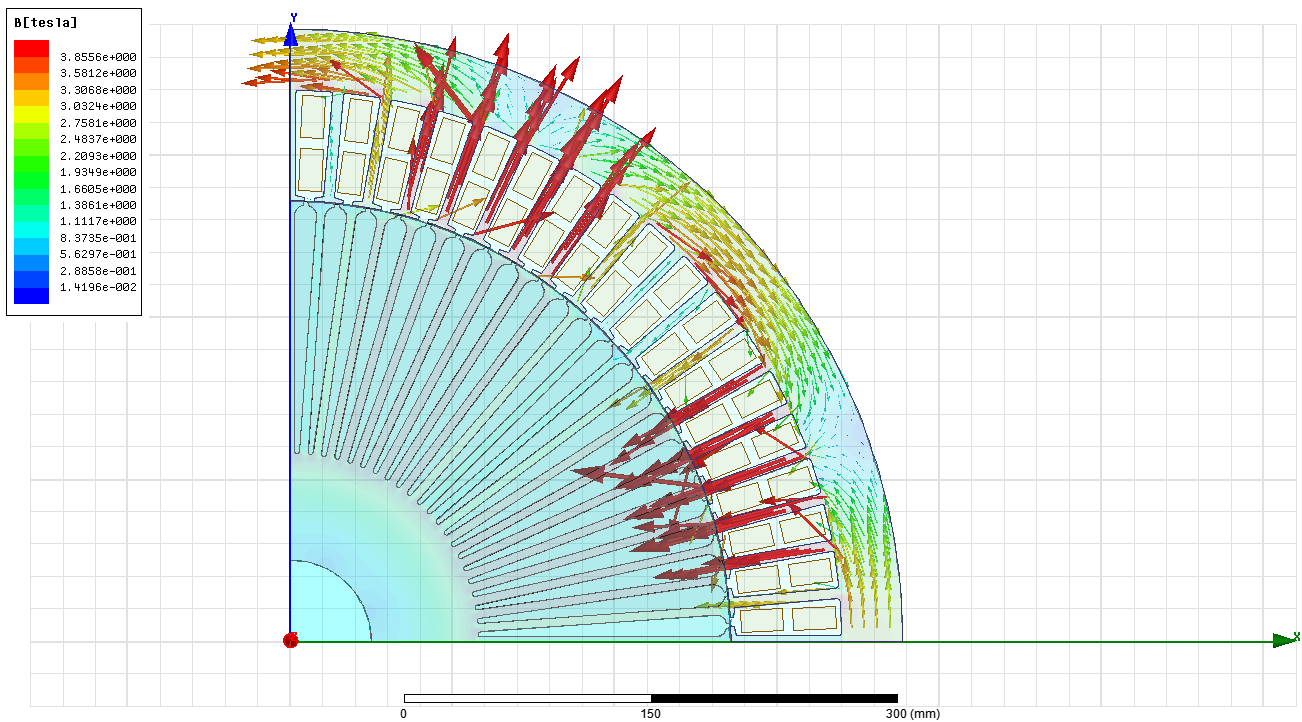 B[tesla]
3.8556e+000
3.5812e+000
3.3068e+000
3.0324e+000
2.7581e+000
2.4837e+000
2.2093e+000
1.9349e+000
1.6605e+000
1.3861e+000
1.1117e+000
8.3735e-001
5.6297e-001
2.8858e-001
1.4196e-002
Y
X
0 150 300 (mm)